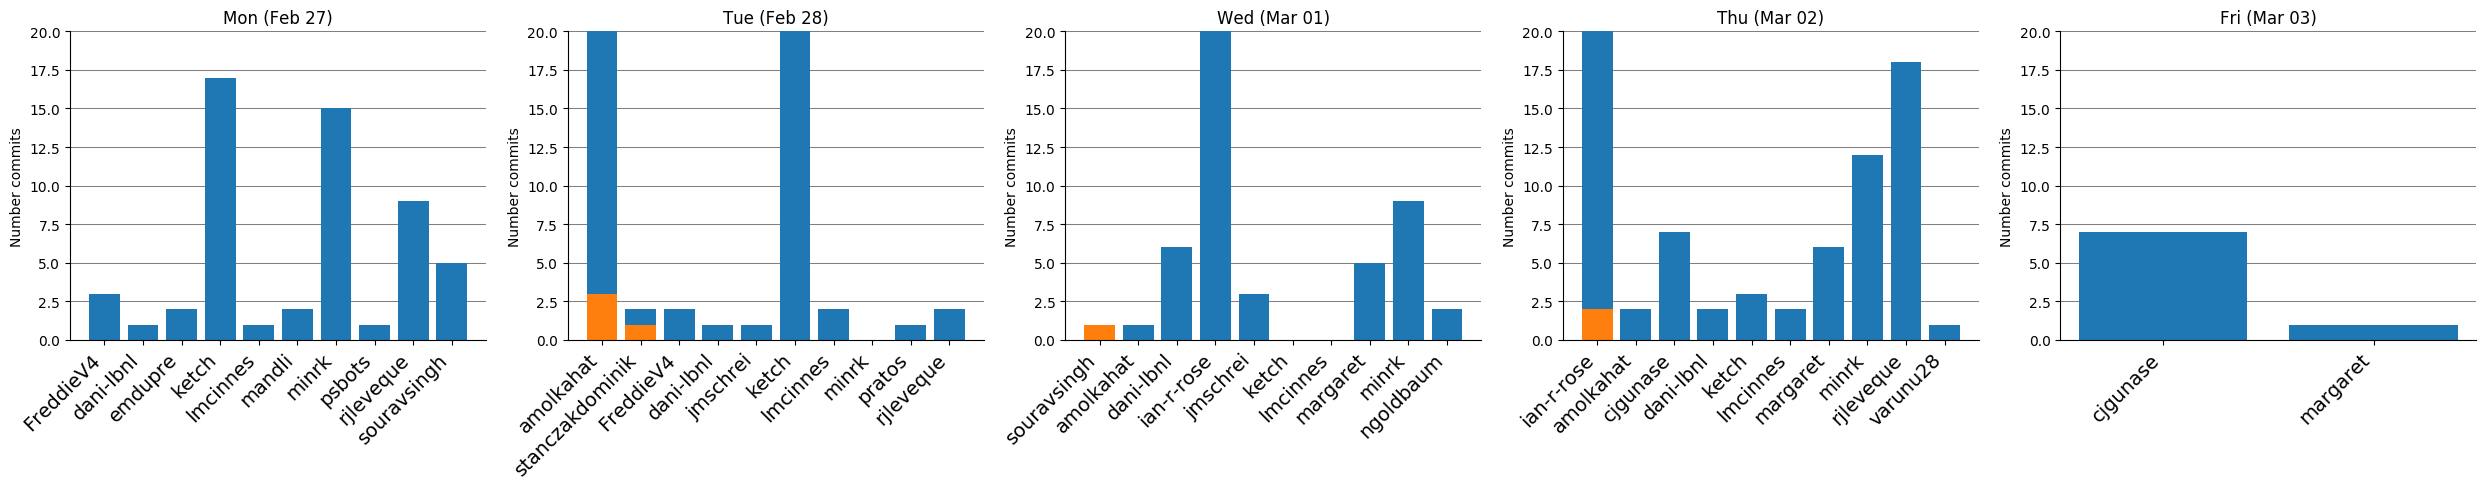 Mon (Feb 27)
Number commits
20.0
17.5
15.0
12.5
10.0
7.5
5.0
2.5
0.0
FreddieV4
dani-lbnl
emdupre
ketch
lmcinnes
mandli
minrk
psbots
rjleveque
souravsingh
Tue (Feb 28)
Number commits
20.0
17.5
15.0
12.5
10.0
7.5
5.0
2.5
0.0
amolkahat
stanczakdominik
FreddieV4
dani-lbnl
jmschrei
ketch
lmcinnes
minrk
pratos
rjleveque
Wed (Mar 01)
Number commits
20.0
17.5
15.0
12.5
10.0
7.5
5.0
2.5
0.0
souravsingh
amolkahat
dani-lbnl
ian-r-rose
jmschrei
ketch
lmcinnes
margaret
minrk
ngoldbaum
Thu (Mar 02)
Number commits
20.0
17.5
15.0
12.5
10.0
7.5
5.0
2.5
0.0
ian-r-rose
amolkahat
cjgunase
dani-lbnl
ketch
lmcinnes
margaret
minrk
rjleveque
varunu28
Fri (Mar 03)
Number commits
20.0
17.5
15.0
12.5
10.0
7.5
5.0
2.5
0.0
cjgunase
margaret